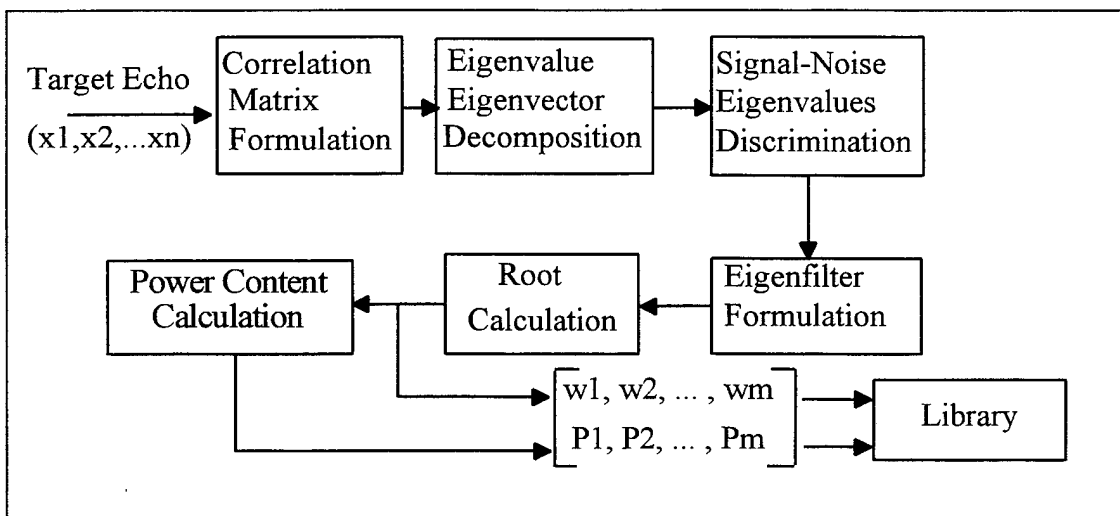 Target Echo
(x1,x2,...xn)
Correlation
Matrix
Formulation
Eigenvalue
Eigenvector
Decomposition
Signal-Noise
Eigenvalues
Discrimination
Power Content
Calculation
Root
Calculation
Eigenfilter
Formulation
w1, w2, ... , wm
P1, P2, ... , Pm
Library